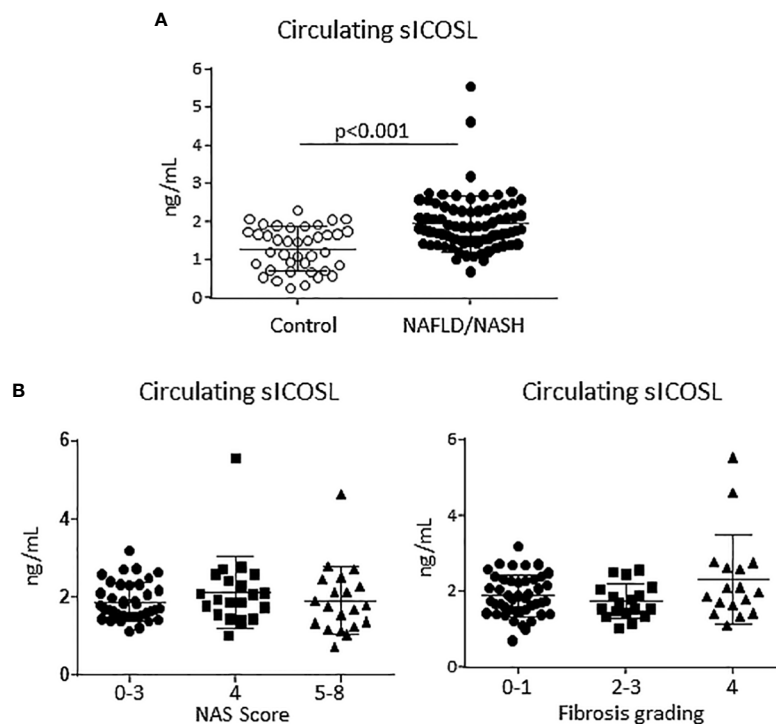 A
Circulating sICOSL
6
5
4
3
2
1
0
ng/mL
p<0.001
Control NAFLD/NASH
B
Circulating sICOSL
6
4
2
0
ng/mL
0-3 4 5-8
NAS Score
Circulating sICOSL
6
4
2
0
ng/mL
0-1 2-3 4
Fibrosis grading